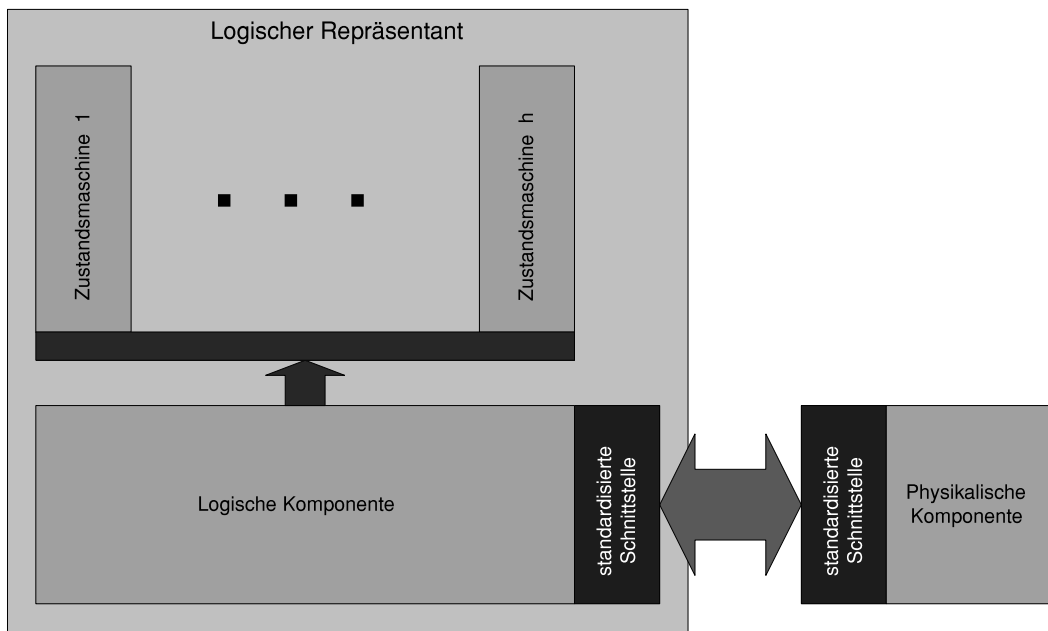 Logischer Repräsentant
Zustandsmaschine 1
Zustandsmaschine h
Logische Komponente
standardisierte
Schnittstelle
standardisierte
Schnittstelle
Physikalische
Komponente